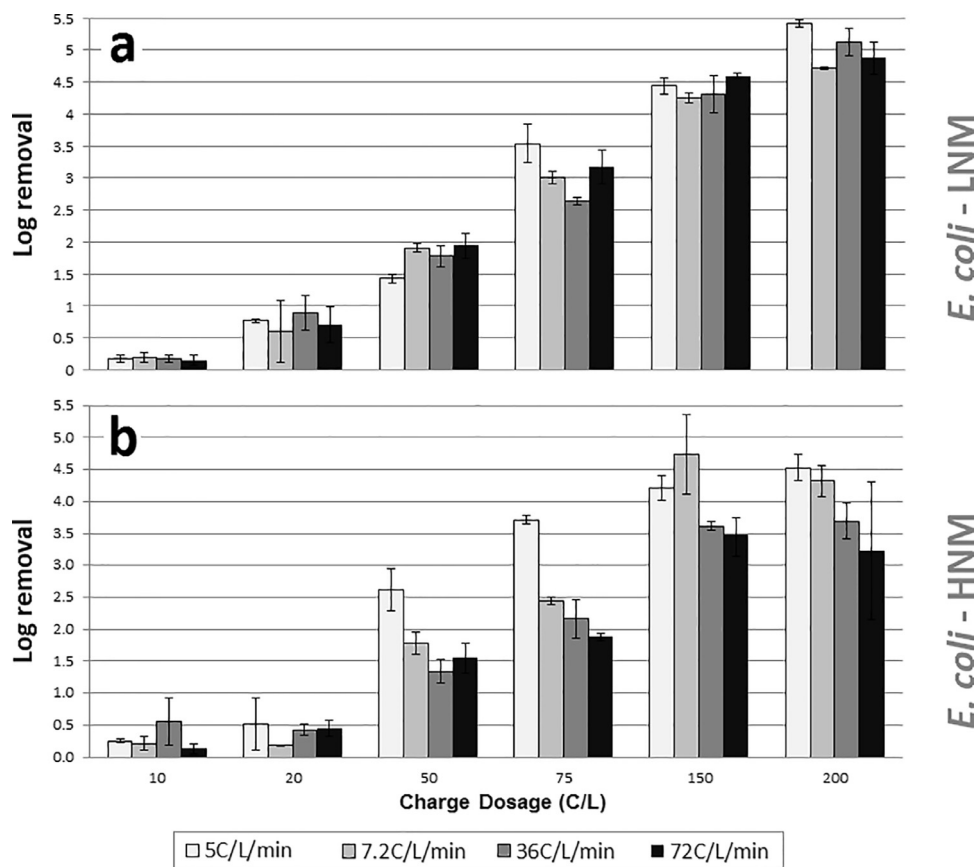 a
5.5
5
4.5
4
3.5
3
2.5
2
1.5
1
0.5
0
Log removal
E. coli - LNM
b
5.5
5.0
4.5
4.0
3.5
3.0
2.5
2.0
1.5
1.0
0.5
0.0
Log removal
E. coli - HNM
10 20 50 75 150 200
Charge Dosage (C/L)
5C/L/min 7.2C/L/min 36C/L/min 72C/L/min